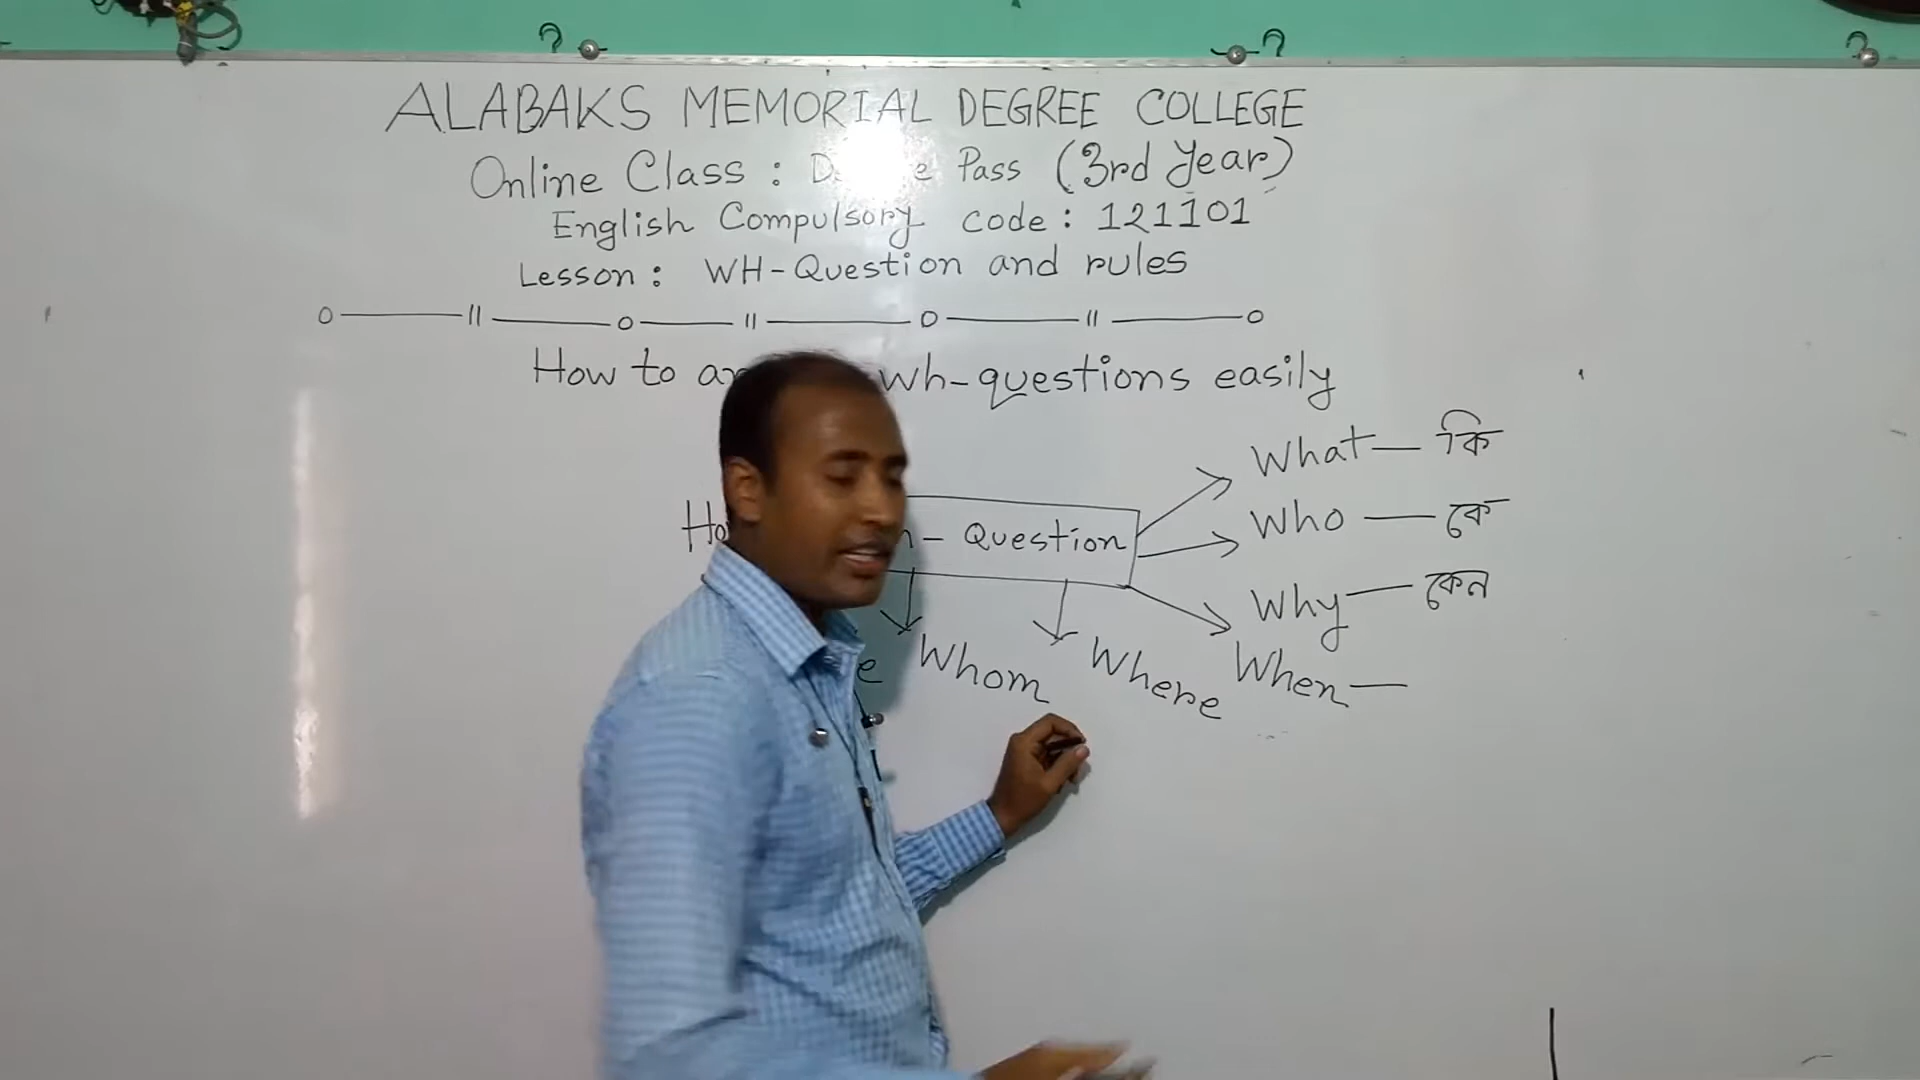 ALABAKS MEMORIAL DEGREE COLLEGE
Online Class : Pass (3rd Year)
English Compulsory code : 121101
Lesson : WH-Question and rules
How to wh-questions easily
What — কি
Question
Who — কে
Why — কেন
Whom Where When —